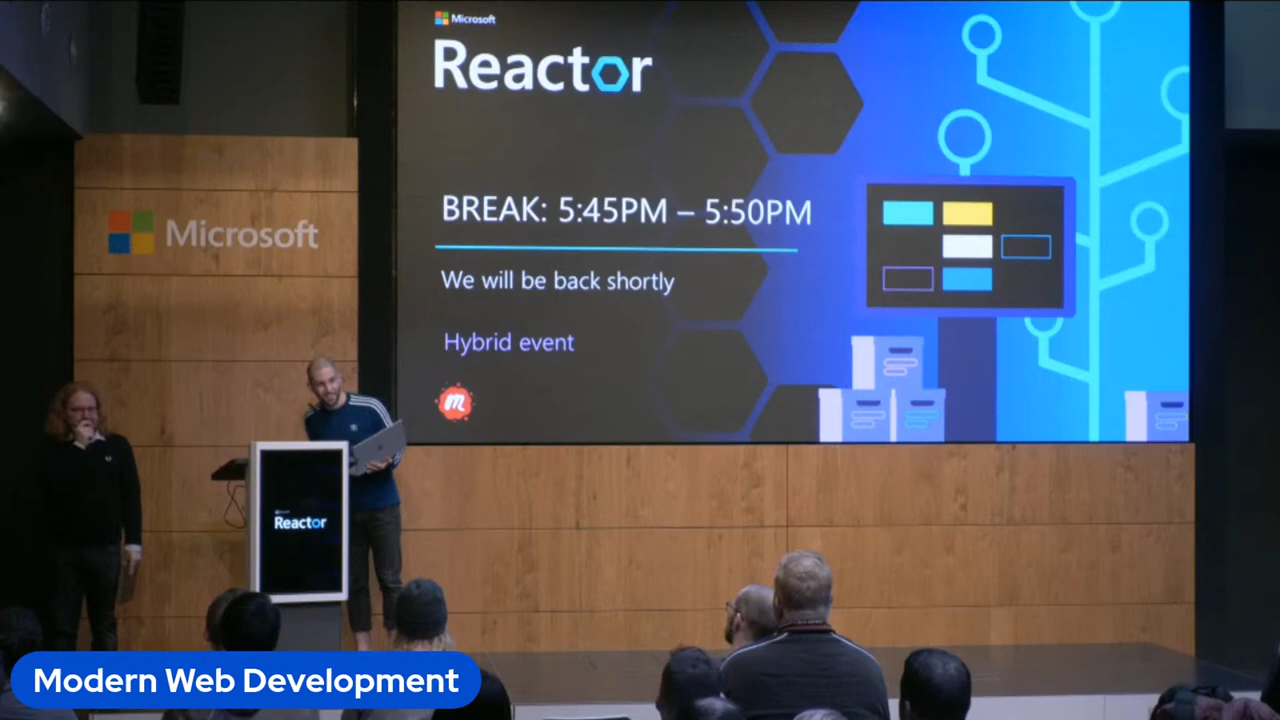 Microsoft
Reactor
BREAK: 5:45PM – 5:50PM
We will be back shortly
Hybrid event
m
Microsoft
Reactor
Modern Web Development